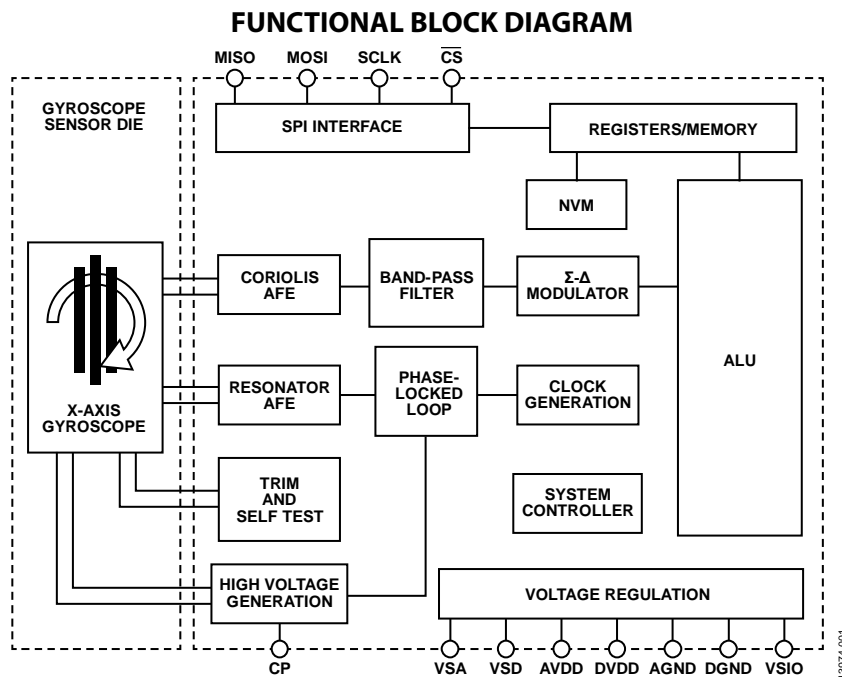 FUNCTIONAL BLOCK DIAGRAM
MISO MOSI SCLK CS
GYROSCOPE
SENSOR DIE
SPI INTERFACE
REGISTERS/MEMORY
NVM
CORIOLIS
AFE
BAND-PASS
FILTER
Σ-Δ
MODULATOR
ALU
X-AXIS
GYROSCOPE
RESONATOR
AFE
PHASE-
LOCKED
LOOP
CLOCK
GENERATION
TRIM
AND
SELF TEST
SYSTEM
CONTROLLER
HIGH VOLTAGE
GENERATION
VOLTAGE REGULATION
CP VSA VSD AVDD DVDD AGND DGND VSIO